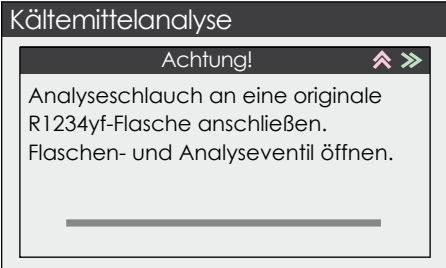 Kältemittelanalyse
Achtung!
Analyseschlauch an eine originale
R1234yf-Flasche anschließen.
Flaschen- und Analyseventil öffnen.